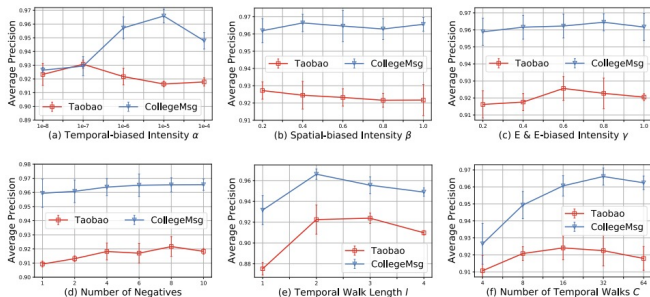 Average Precision
0.97
0.96
0.95
0.94
0.93
0.92
0.91
Taobao
CollegeMsg
1e-8
1e-7
1e-6
1e-5
1e-4
(a) Temporal-biased Intensity α
Average Precision
0.97
0.96
0.95
0.94
0.93
0.92
0.91
Taobao
CollegeMsg
0.2
0.4
0.6
0.8
1.0
(b) Spatial-biased Intensity β
Average Precision
0.97
0.96
0.95
0.94
0.93
0.92
0.91
Taobao
CollegeMsg
0.2
0.4
0.6
0.8
1.0
(c) E & E-biased Intensity γ
Average Precision
0.98
0.97
0.96
0.95
0.94
0.93
0.92
0.91
0.90
Taobao
CollegeMsg
1
2
4
6
8
10
(d) Number of Negatives
Average Precision
0.96
0.94
0.92
0.90
0.88
Taobao
CollegeMsg
1
2
3
4
(e) Temporal Walk Length l
Average Precision
0.97
0.96
0.95
0.94
0.93
0.92
0.91
Taobao
CollegeMsg
4
8
16
32
64
(f) Number of Temporal Walks C